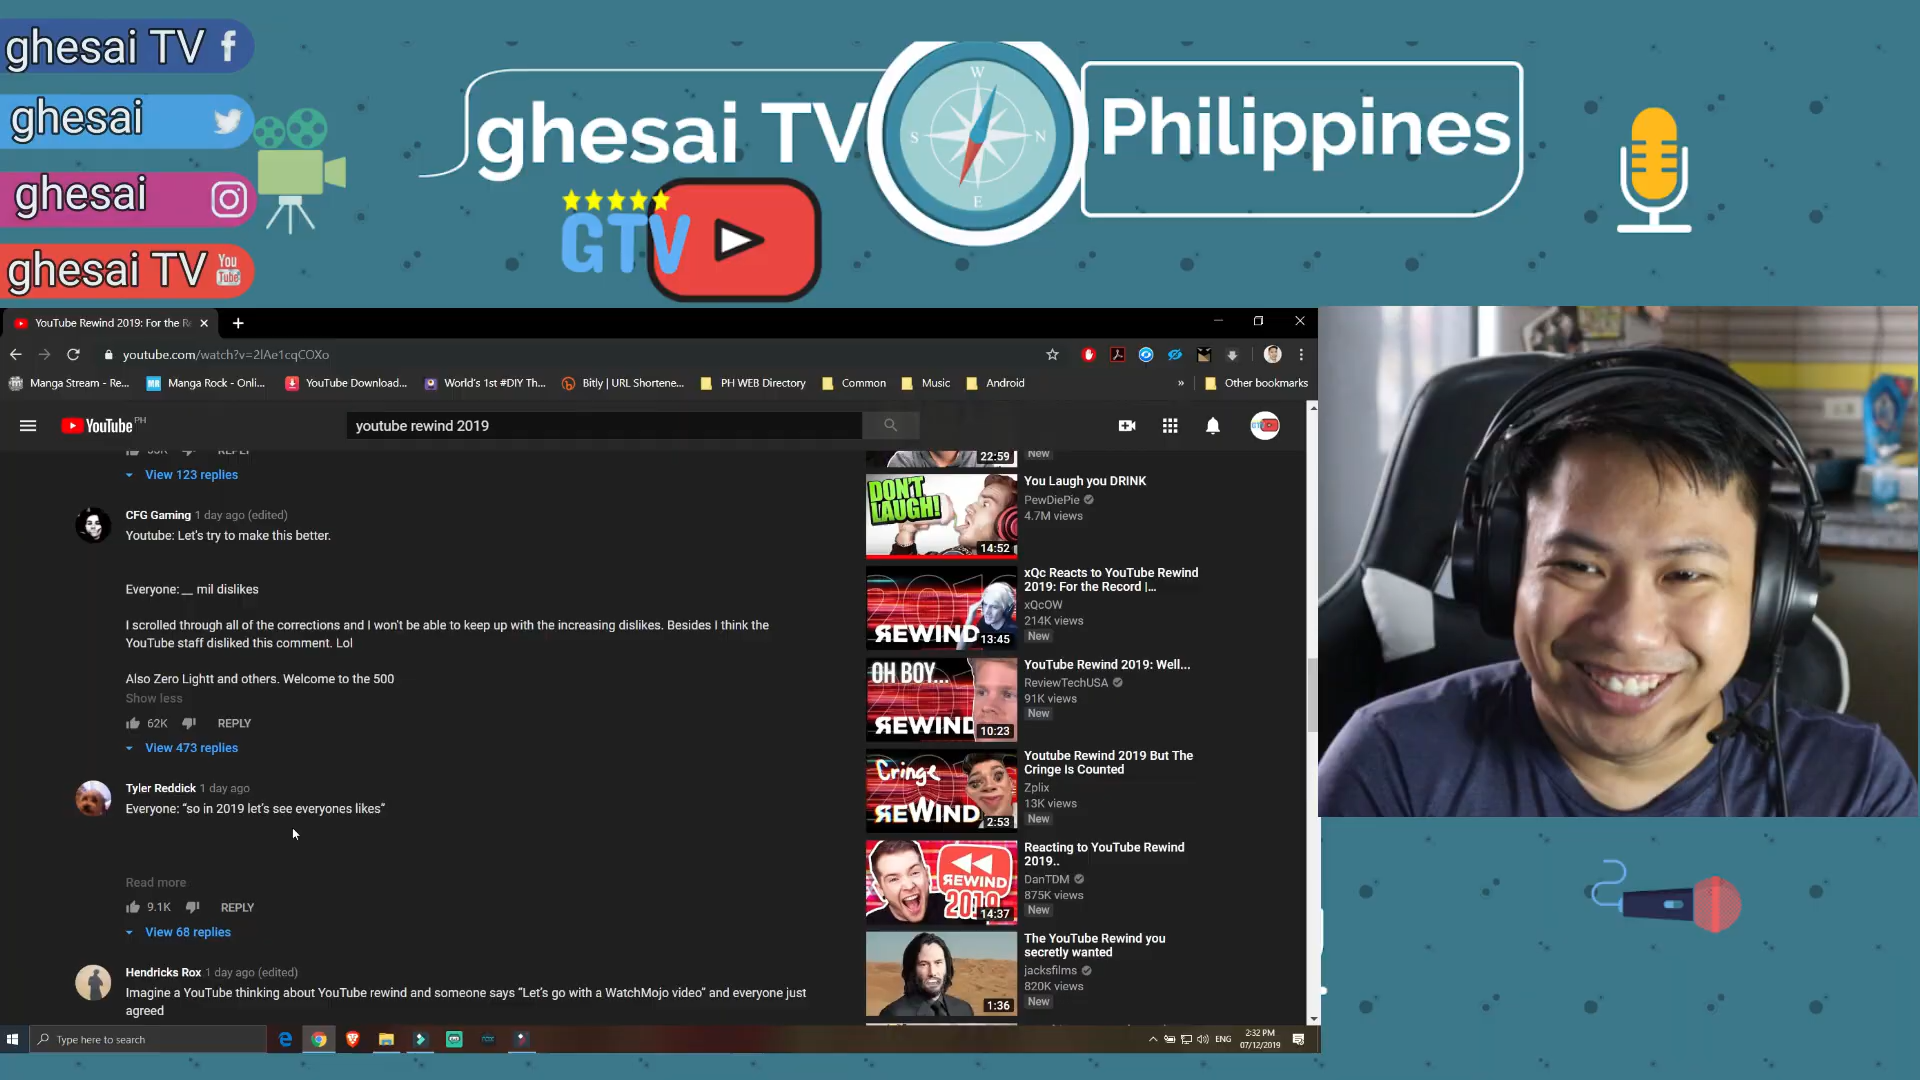 ghesai TV f
ghesai
ghesai
ghesai TV You Tube
ghesai TV
W
S N
E
Philippines
GTV
YouTube Rewind 2019: For the Re
youtube.com/watch?v=2lAe1cqCOXo
Manga Stream - Re...
MR Manga Rock - Onli...
YouTube Download...
World's 1st #DIY Th...
Bitly | URL Shortene...
PH WEB Directory
Common
Music
Android
»
Other bookmarks
YouTube PH
youtube rewind 2019
REPLY
View 123 replies
CFG Gaming 1 day ago (edited)
Youtube: Let's try to make this better.
Everyone:__ mil dislikes
I scrolled through all of the corrections and I won't be able to keep up with the increasing dislikes. Besides I think the
YouTube staff disliked this comment. Lol
Also Zero Lightt and others. Welcome to the 500
Show less
62K REPLY
View 473 replies
Tyler Reddick 1 day ago
Everyone: “so in 2019 let’s see everyones likes”
Read more
9.1K REPLY
View 68 replies
Hendricks Rox 1 day ago (edited)
Imagine a YouTube thinking about YouTube rewind and someone says “Let’s go with a WatchMojo video” and everyone just
agreed
22:59
New
DON'T
LAUGH!
14:52
You Laugh you DRINK
PewDiePie
4.7M views
2019
REWIND
13:45
xQc Reacts to YouTube Rewind
2019: For the Record |...
xQcOW
214K views
New
OH BOY...
REWIND
10:23
YouTube Rewind 2019: Well...
ReviewTechUSA
91K views
New
Cringe
REWIND
2:53
Youtube Rewind 2019 But The
Cringe Is Counted
Zplix
13K views
New
REWIND
2019
14:37
Reacting to YouTube Rewind
2019..
DanTDM
875K views
New
1:36
The YouTube Rewind you
secretly wanted
jacksfilms
820K views
New
Type here to search
ENG
2:32 PM
07/12/2019